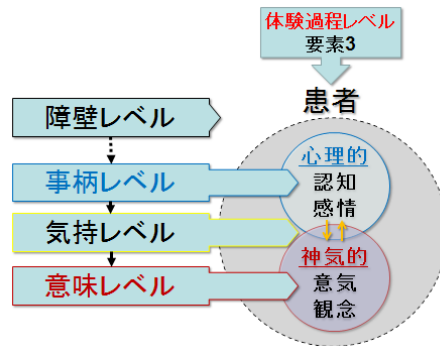 体験過程レベル
要素3
患者
障壁レベル
事柄レベル
気持レベル
意味レベル
心理的
認知
感情
神気的
意気
観念